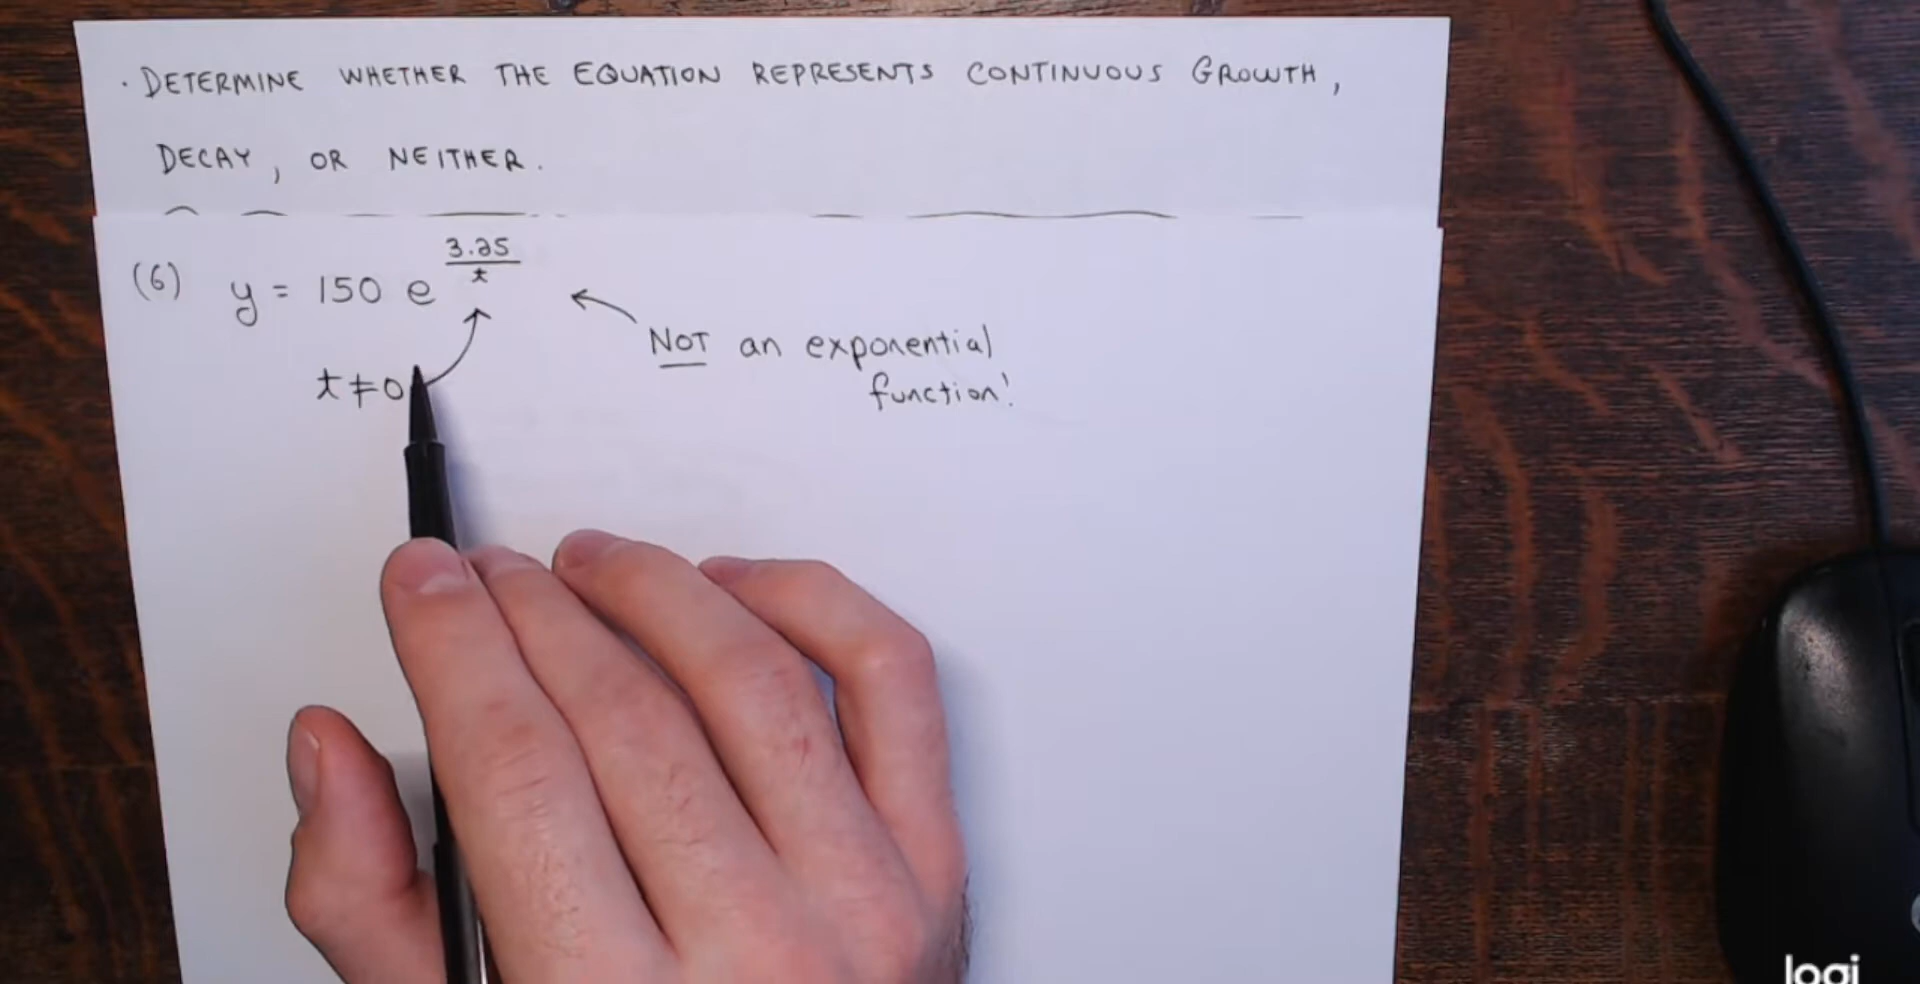 · DETERMINE WHETHER THE EQUATION REPRESENTS CONTINUOUS GROWTH,
DECAY, OR NEITHER.
(6) y = 150 e^(3.25/t)
NOT an exponential
function!
t ≠ 0
logi